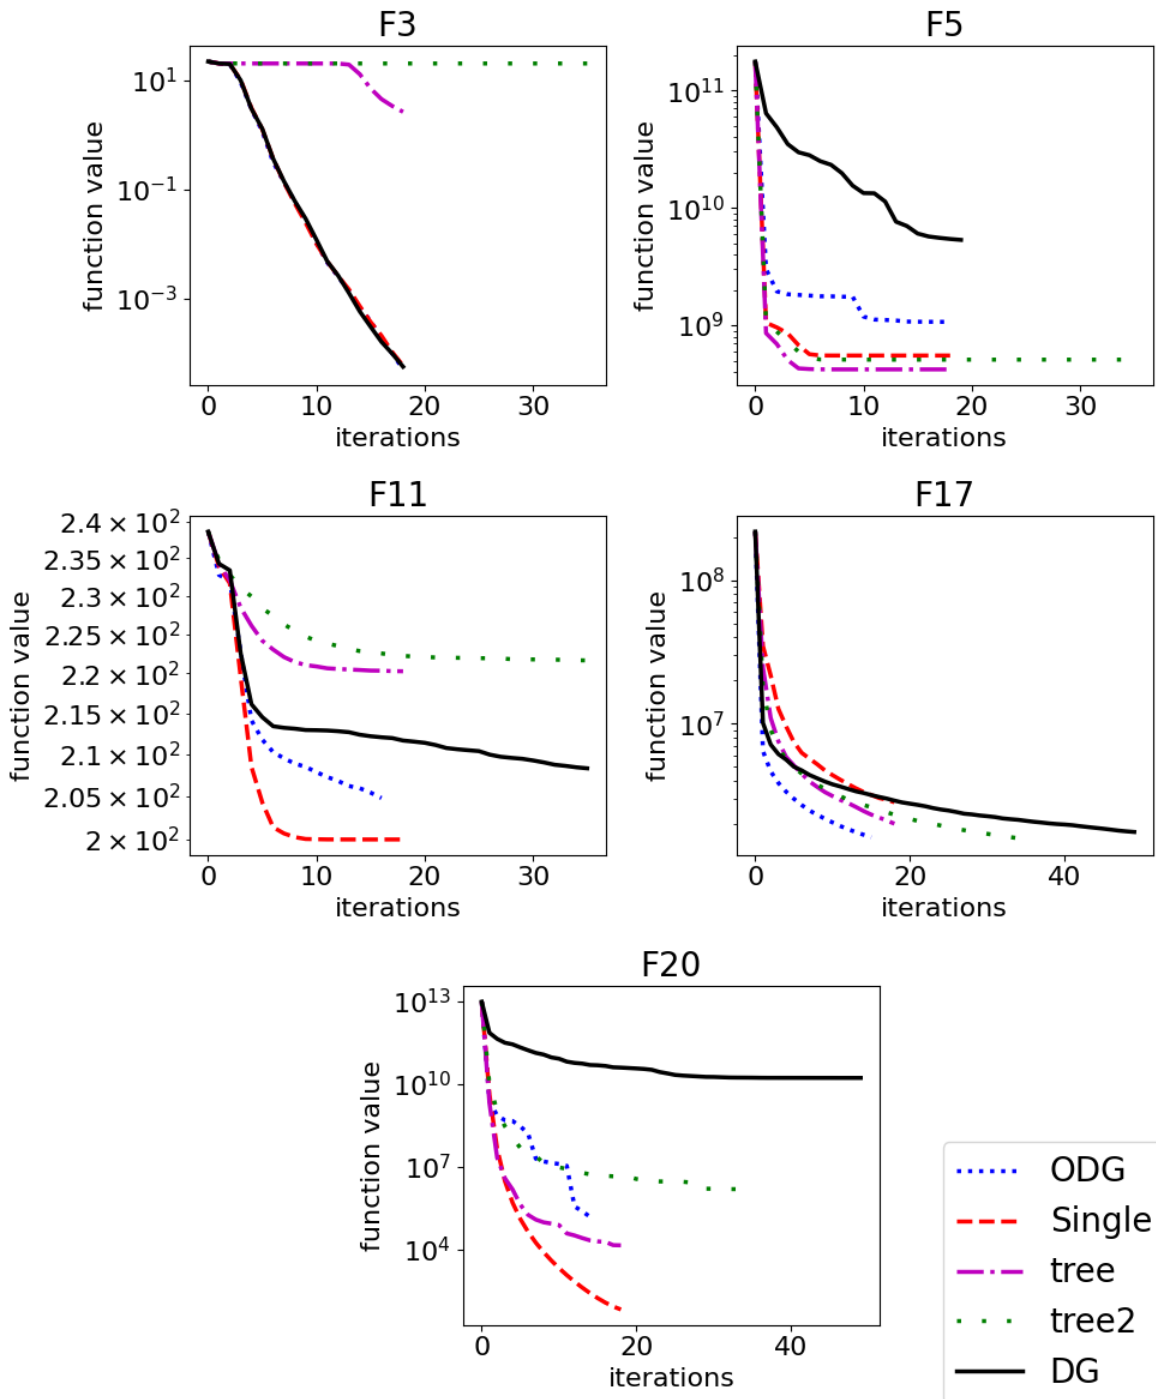 F3
function value
10^1
10^-1
10^-3
0 10 20 30
iterations
F5
function value
10^11
10^10
10^9
0 10 20 30
iterations
F11
function value
2.4 × 10^2
2.35 × 10^2
2.3 × 10^2
2.25 × 10^2
2.2 × 10^2
2.15 × 10^2
2.1 × 10^2
2.05 × 10^2
2 × 10^2
0 10 20 30
iterations
F17
function value
10^8
10^7
0 20 40
iterations
F20
function value
10^13
10^10
10^7
10^4
0 20 40
iterations
ODG
Single
tree
tree2
DG